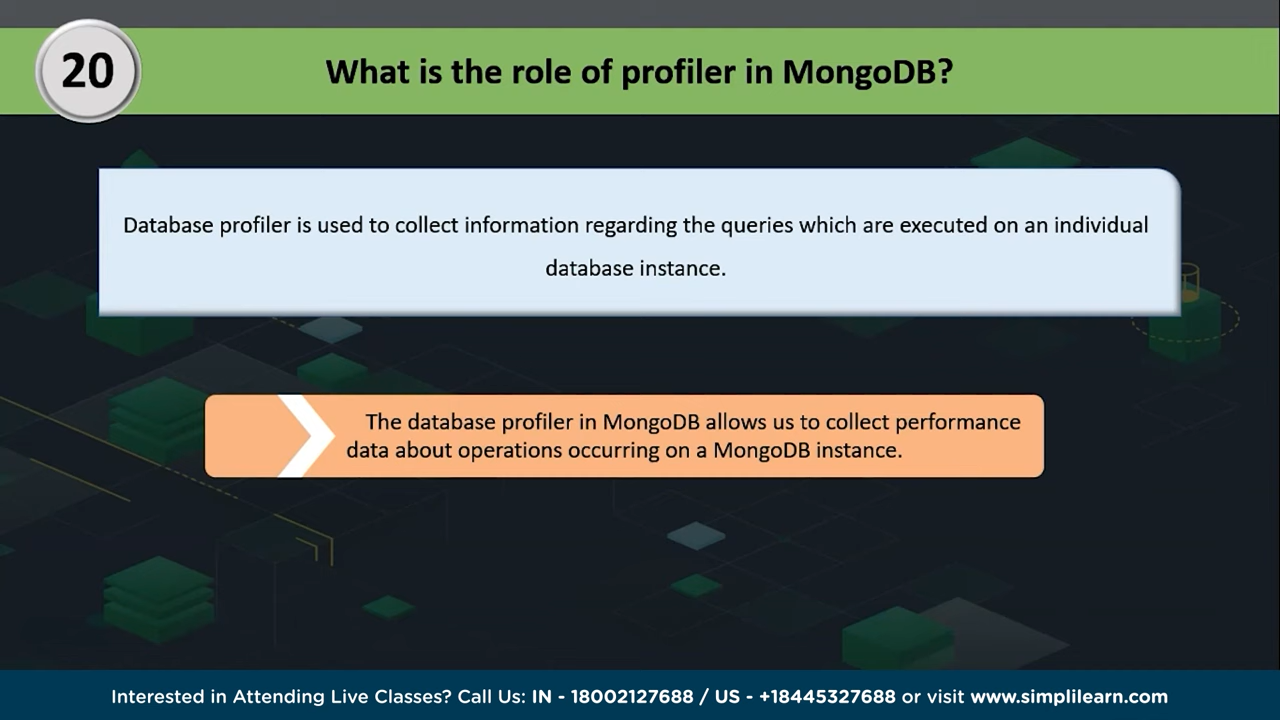 20
What is the role of profiler in MongoDB?
Database profiler is used to collect information regarding the queries which are executed on an individual
database instance.
The database profiler in MongoDB allows us to collect performance
data about operations occurring on a MongoDB instance.
Interested in Attending Live Classes? Call Us: IN - 18002127688 / US - +18445327688 or visit www.simplilearn.com